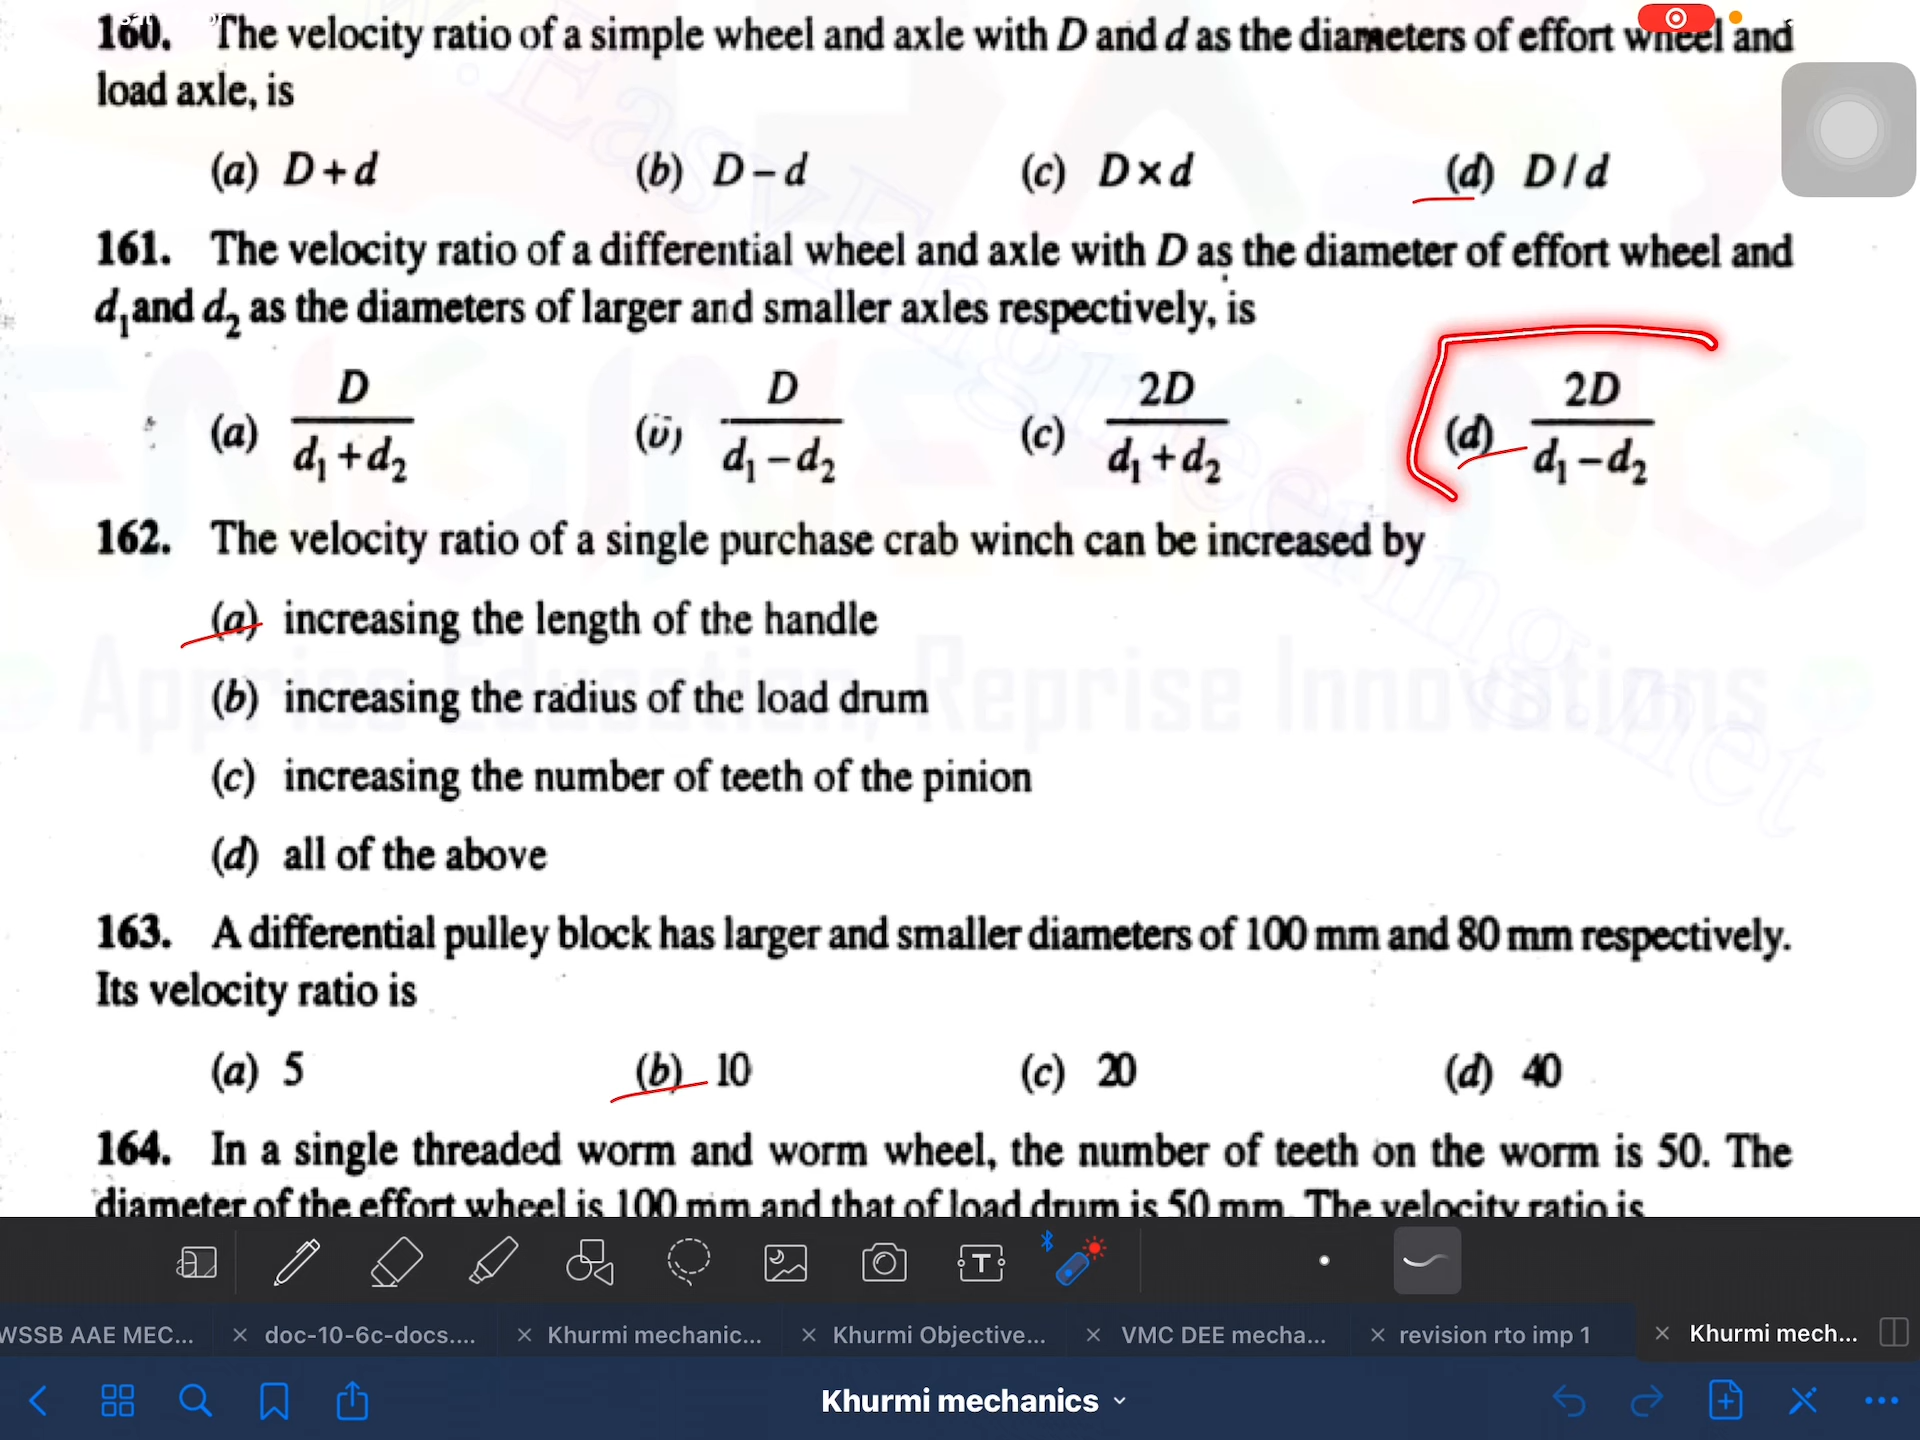 160. The velocity ratio of a simple wheel and axle with D and d as the diameters of effort wheel and
load axle, is
(a) D + d (b) D – d (c) D × d (d) D / d
161. The velocity ratio of a differential wheel and axle with D as the diameter of effort wheel and
d₁ and d₂ as the diameters of larger and smaller axles respectively, is
(a) D / (d₁ + d₂) (b) D / (d₁ – d₂) (c) 2D / (d₁ + d₂) (d) 2D / (d₁ – d₂)
162. The velocity ratio of a single purchase crab winch can be increased by
(a) increasing the length of the handle
(b) increasing the radius of the load drum
(c) increasing the number of teeth of the pinion
(d) all of the above
Apprise Education, Reprise Innovations
163. A differential pulley block has larger and smaller diameters of 100 mm and 80 mm respectively.
Its velocity ratio is
(a) 5 (b) 10 (c) 20 (d) 40
164. In a single threaded worm and worm wheel, the number of teeth on the worm is 50. The
diameter of the effort wheel is 100 mm and that of load drum is 50 mm. The velocity ratio is
WSSB AAE MEC... × doc-10-6c-docs.... × Khurmi mechanic... × Khurmi Objective... × VMC DEE mecha... × revision rto imp 1 × Khurmi mech...
Khurmi mechanics